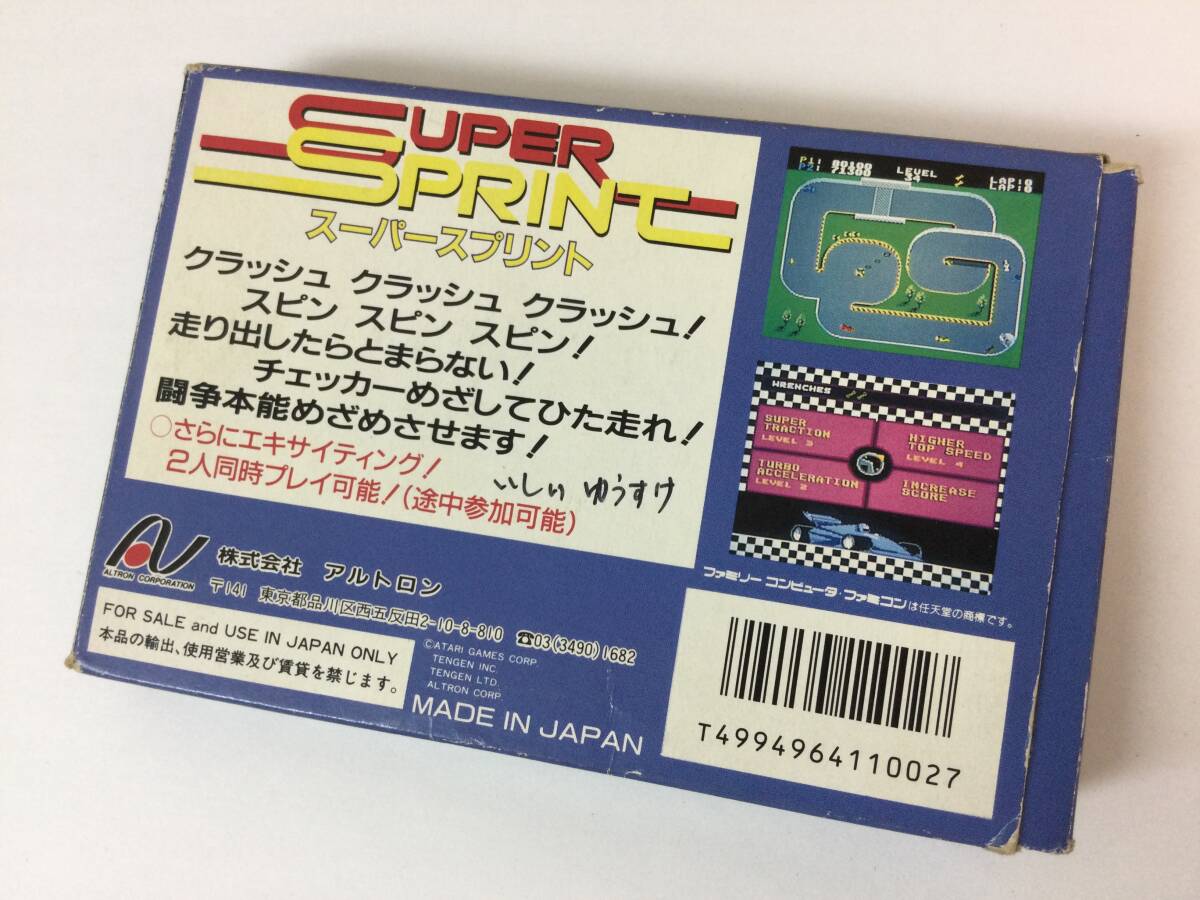 SUPER
SPRINT
スーパースプリント
クラッシュ クラッシュ クラッシュ!
スピン スピン スピン!
走り出したらとまらない!
チェッカーめざしてひた走れ!
闘争本能めざめさせます!
○さらにエキサイティング!
2人同時プレイ可能!(途中参加可能)
いしい ゆうすけ
ALTRON CORPORATION
株式会社 アルトロン
〒141 東京都品川区西五反田2-10-8-810 ☎03(3490)1682
FOR SALE and USE IN JAPAN ONLY
本品の輸出、使用営業及び賃貸を禁じます。
©ATARI GAMES CORP
TENGEN INC.
TENGEN LTD.
ALTRON CORP
MADE IN JAPAN
P1: 80100 LEVEL LAP:0
P2: 71300 34 LAP:0
WRENCHES
SUPER
TRACTION
LEVEL 3
HIGHER
TOP SPEED
LEVEL 4
TURBO
ACCELERATION
LEVEL 2
INCREASE
SCORE
ファミリー コンピュータ・ファミコンは任天堂の商標です。
T4994964110027